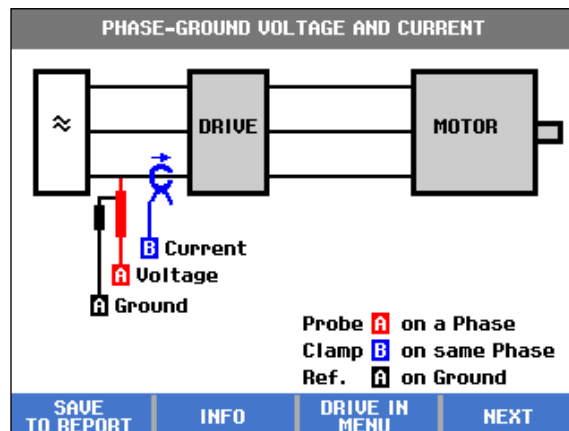 PHASE-GROUND VOLTAGE AND CURRENT
≈
DRIVE
MOTOR
B Current
A Voltage
A Ground
Probe A on a Phase
Clamp B on same Phase
Ref. A on Ground
SAVE
TO REPORT
INFO
DRIVE IN
MENU
NEXT